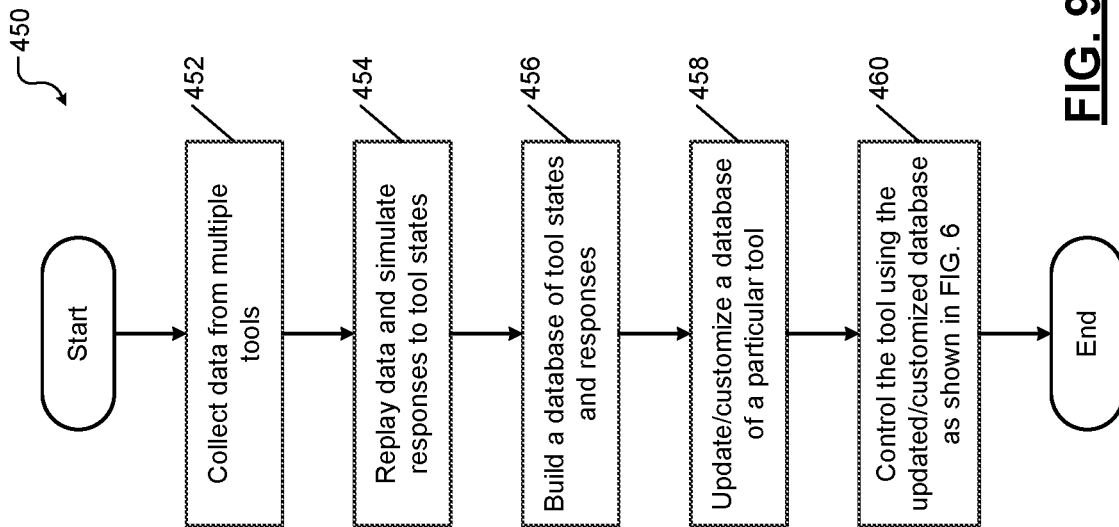 450
Start
452
Collect data from multiple
tools
454
Replay data and simulate
responses to tool states
456
Build a database of tool states
and responses
458
Update/customize a database
of a particular tool
460
Control the tool using the
updated/customized database
as shown in FIG. 6
End
FIG. 9